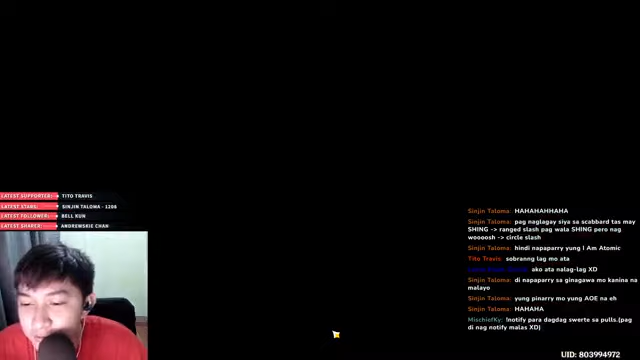 LATEST SUPPORTER: TITO TRAVIS
LATEST STARS: SINJIN TALOMA - 1206
LATEST FOLLOWER: BELL KUN
LATEST SHARER: ANDREWSKIE CHAN
Sinjin Taloma: HAHAHAHHAHA
Sinjin Taloma: pag naglagay siya sa scabbard tas may
SHING -> ranged slash pag wala SHING pero nag
woooosh -> circle slash
Sinjin Taloma: hindi napaparry yung I Am Atomic
Tito Travis: sobranng lag mo ata
ako ata nalag-lag XD
Sinjin Taloma: di napaparry sa ginagawa mo kanina na
malayo
Sinjin Taloma: yung pinarry mo yung AOE na eh
Sinjin Taloma: HAHAHA
MischiefKy: !notify para dagdag swerte sa pulls.(pag
di nag notify malas XD)
UID: 803994972